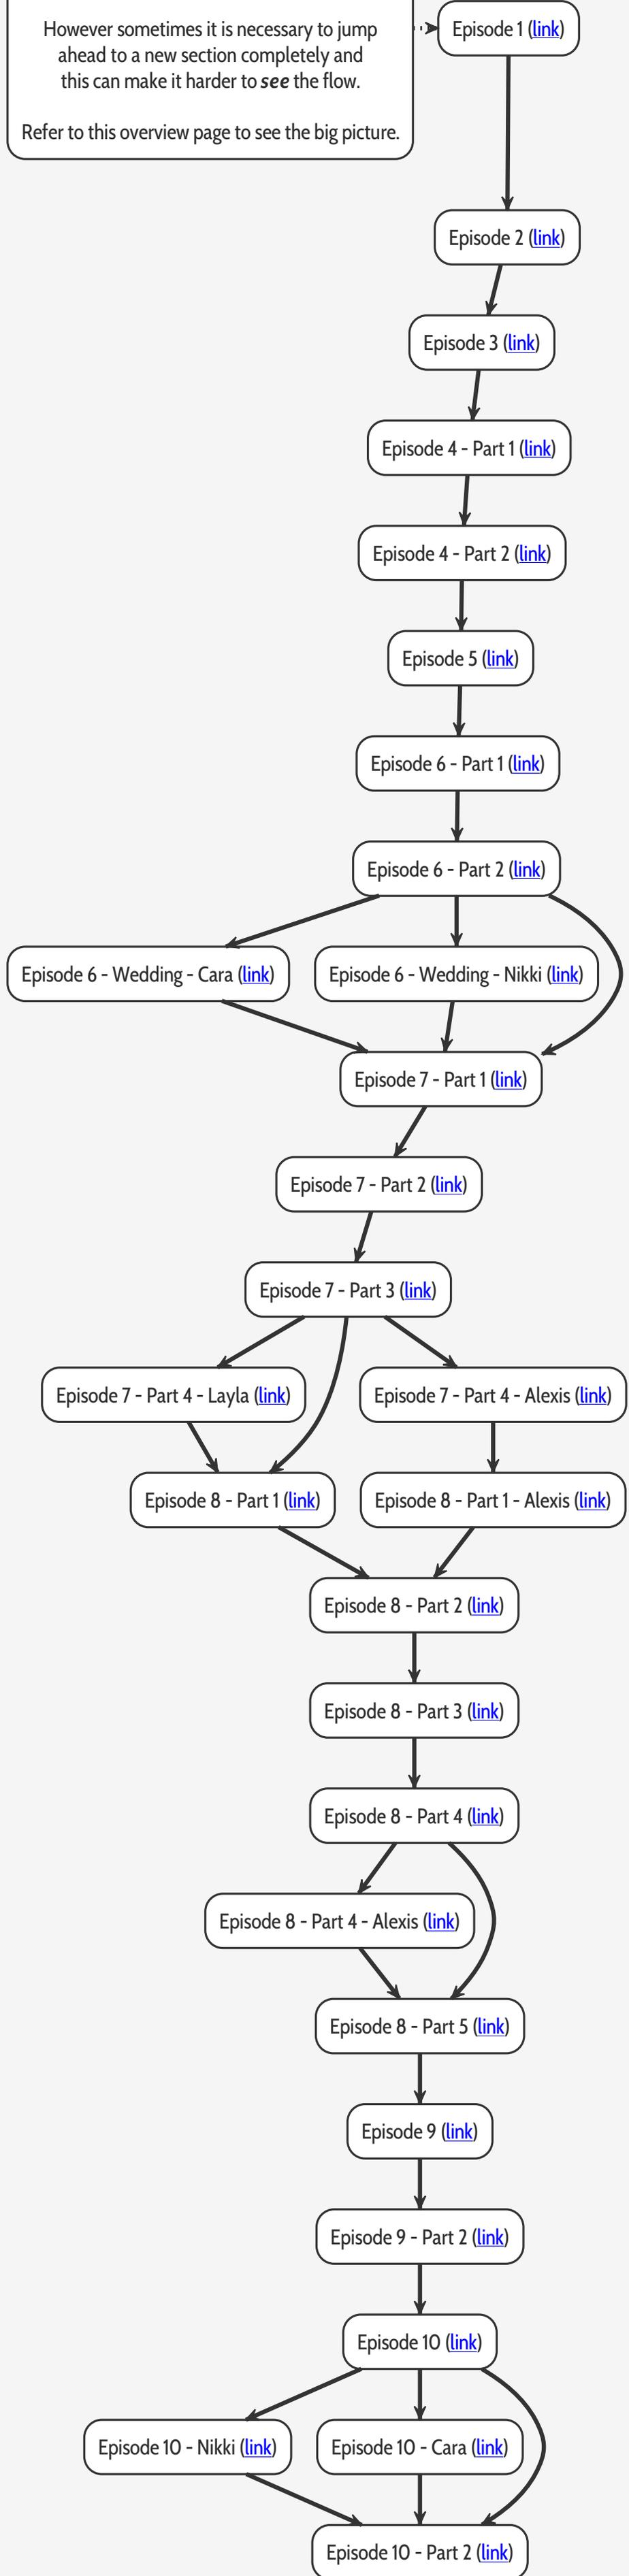 However sometimes it is necessary to jump
ahead to a new section completely and
this can make it harder to see the flow.
Refer to this overview page to see the big picture.
Episode 1 (link)
Episode 2 (link)
Episode 3 (link)
Episode 4 - Part 1 (link)
Episode 4 - Part 2 (link)
Episode 5 (link)
Episode 6 - Part 1 (link)
Episode 6 - Part 2 (link)
Episode 6 - Wedding - Cara (link)
Episode 6 - Wedding - Nikki (link)
Episode 7 - Part 1 (link)
Episode 7 - Part 2 (link)
Episode 7 - Part 3 (link)
Episode 7 - Part 4 - Layla (link)
Episode 7 - Part 4 - Alexis (link)
Episode 8 - Part 1 (link)
Episode 8 - Part 1 - Alexis (link)
Episode 8 - Part 2 (link)
Episode 8 - Part 3 (link)
Episode 8 - Part 4 (link)
Episode 8 - Part 4 - Alexis (link)
Episode 8 - Part 5 (link)
Episode 9 (link)
Episode 9 - Part 2 (link)
Episode 10 (link)
Episode 10 - Nikki (link)
Episode 10 - Cara (link)
Episode 10 - Part 2 (link)